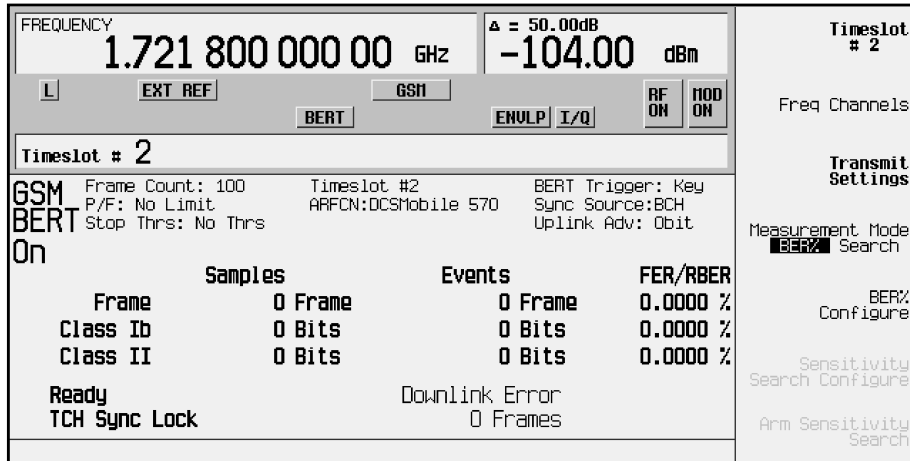 FREQUENCY
1.721 800 000 00 GHz
Δ = 50.00dB
-104.00 dBm
L EXT REF GSM RF ON MOD ON
BERT ENVLP I/Q
Timeslot # 2
GSM BERT On
Frame Count: 100 Timeslot #2 BERT Trigger: Key
P/F: No Limit ARFCN:DCSMobile 570 Sync Source:BCH
Stop Thrs: No Thrs Uplink Adv: 0bit
Samples Events FER/RBER
Frame 0 Frame 0 Frame 0.0000 %
Class Ib 0 Bits 0 Bits 0.0000 %
Class II 0 Bits 0 Bits 0.0000 %
Ready Downlink Error
TCH Sync Lock 0 Frames
Timeslot
# 2
Freq Channels
Transmit
Settings
Measurement Mode
BER% Search
BER%
Configure
Sensitivity
Search Configure
Arm Sensitivity
Search